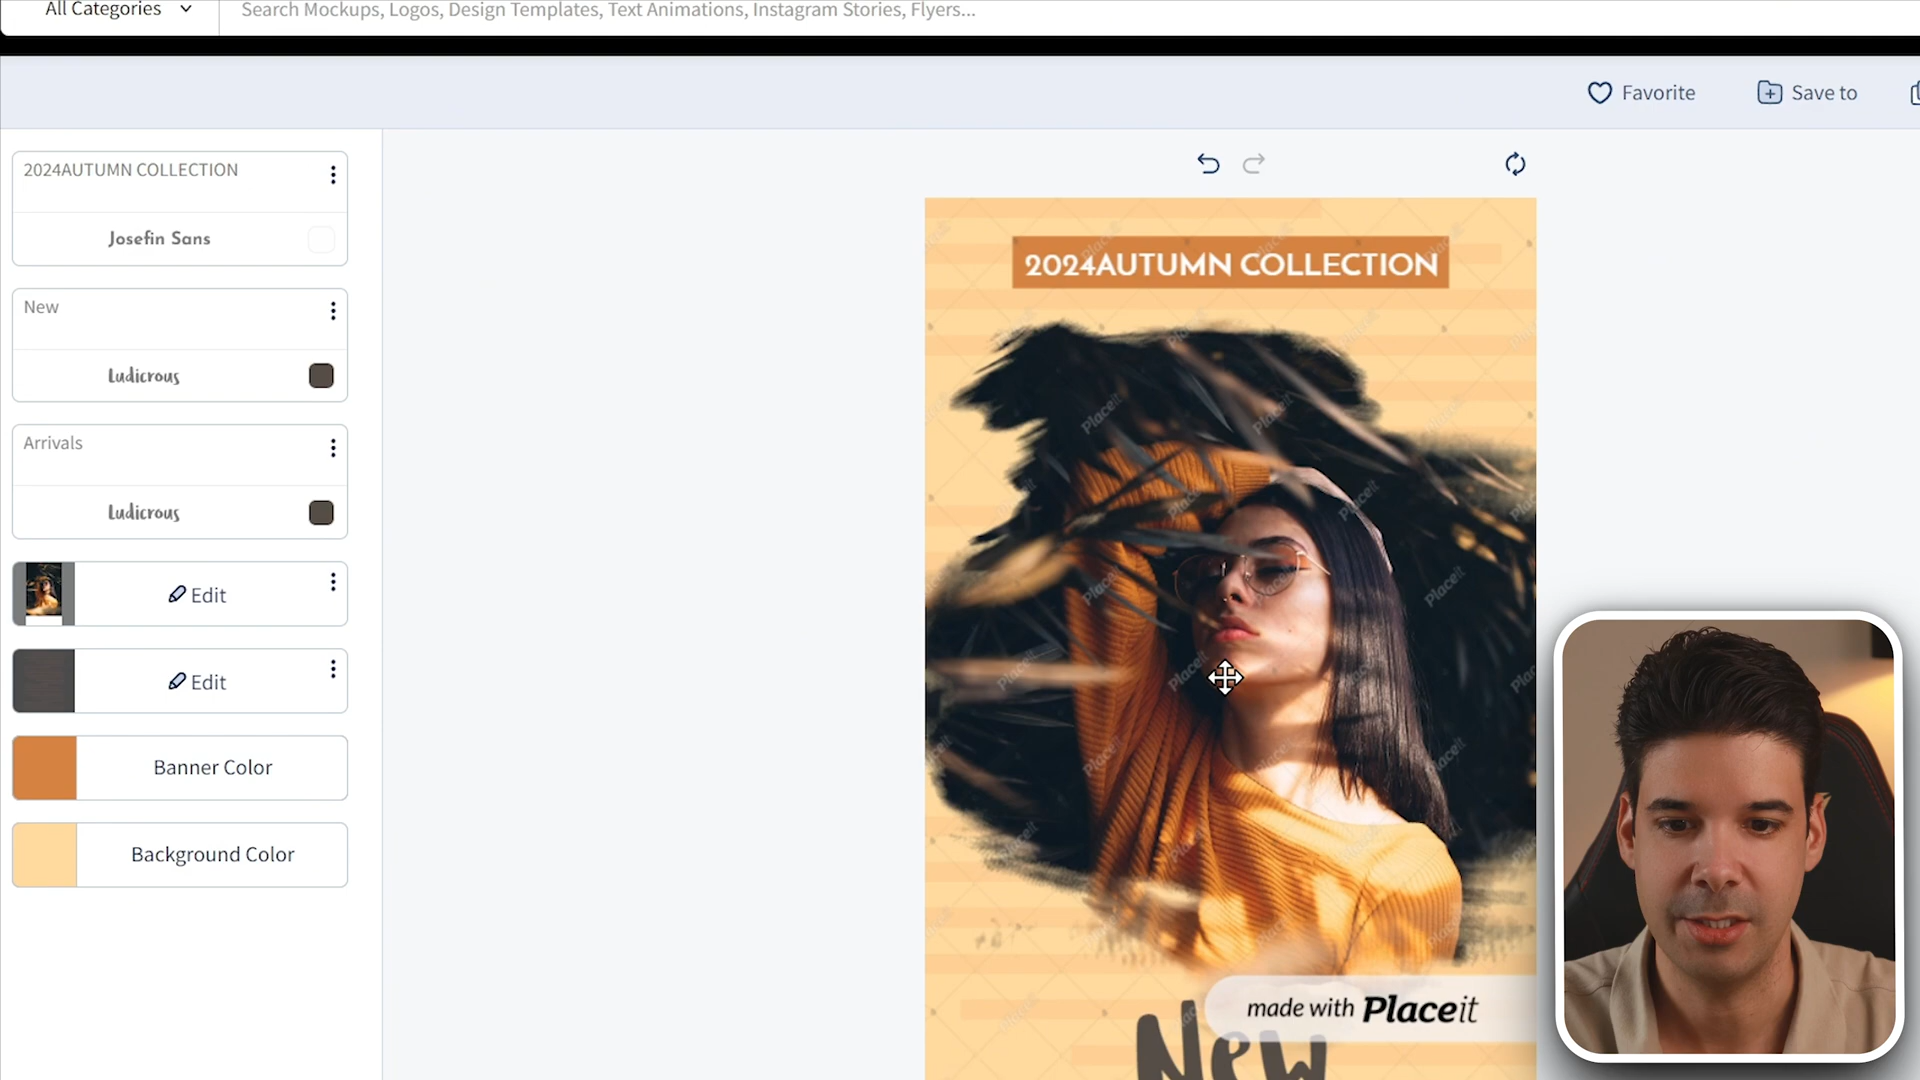 All Categories
Search Mockups, Logos, Design Templates, Text Animations, Instagram Stories, Flyers...
Favorite
Save to
2024AUTUMN COLLECTION
Josefin Sans
New
Ludicrous
Arrivals
Ludicrous
Edit
Edit
Banner Color
Background Color
2024AUTUMN COLLECTION
made with Placeit
New